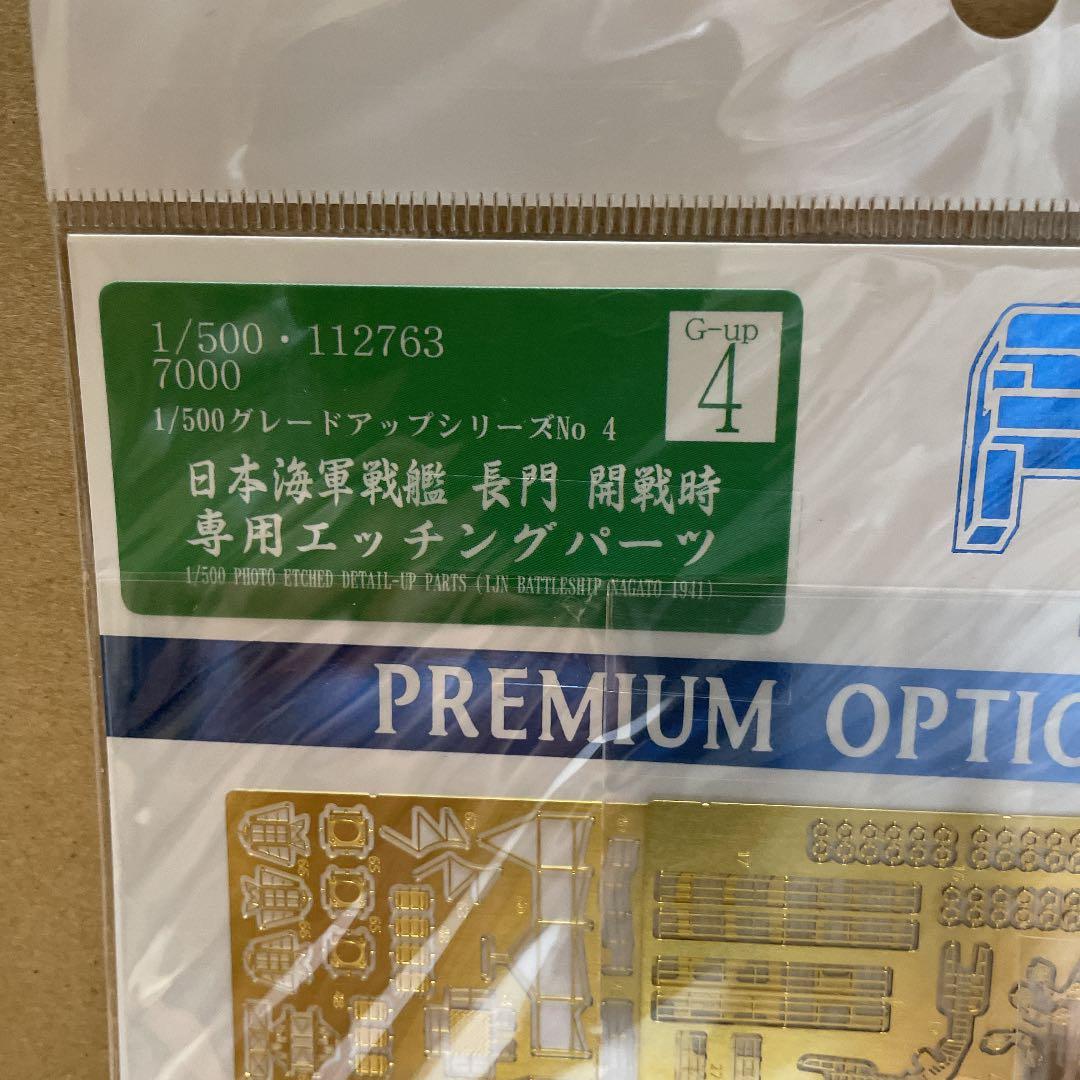 1/500・112763
7000
G-up
4
1/500グレードアップシリーズNo 4
日本海軍戦艦 長門 開戦時
専用エッチングパーツ
1/500 PHOTO ETCHED DETAIL-UP PARTS (IJN BATTLESHIP NAGATO 1941)
PREMIUM OPTIO